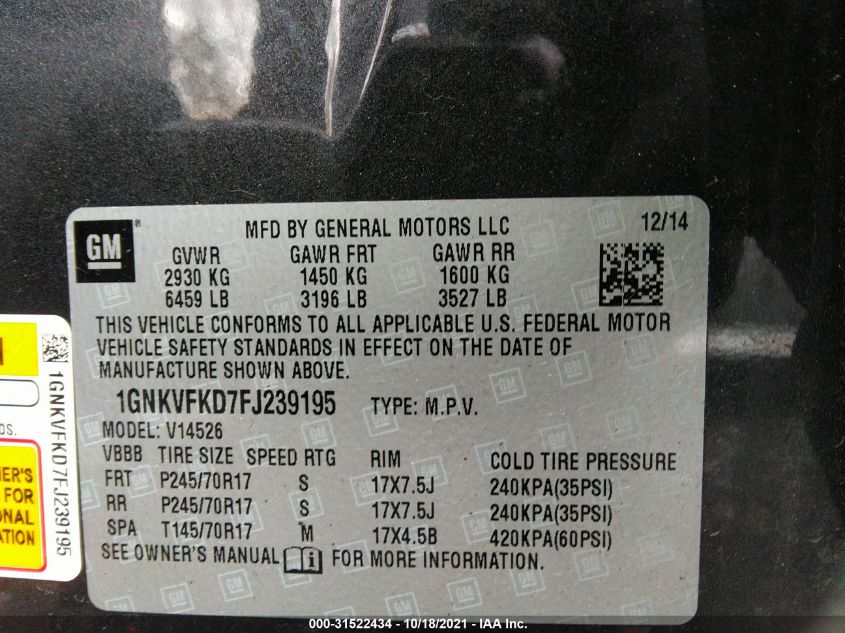 GM
MFD BY GENERAL MOTORS LLC 12/14
GVWR GAWR FRT GAWR RR
2930 KG 1450 KG 1600 KG
6459 LB 3196 LB 3527 LB
THIS VEHICLE CONFORMS TO ALL APPLICABLE U.S. FEDERAL MOTOR
VEHICLE SAFETY STANDARDS IN EFFECT ON THE DATE OF
MANUFACTURE SHOWN ABOVE.
1GNKVFKD7FJ239195 TYPE: M.P.V.
MODEL: V14526
VBBB TIRE SIZE SPEED RTG RIM COLD TIRE PRESSURE
FRT P245/70R17 S 17X7.5J 240KPA(35PSI)
RR P245/70R17 S 17X7.5J 240KPA(35PSI)
SPA T145/70R17 M 17X4.5B 420KPA(60PSI)
SEE OWNER'S MANUAL FOR MORE INFORMATION.
1GNKVFKD7FJ239195
FOR
000-31522434 - 10/18/2021 - IAA Inc.